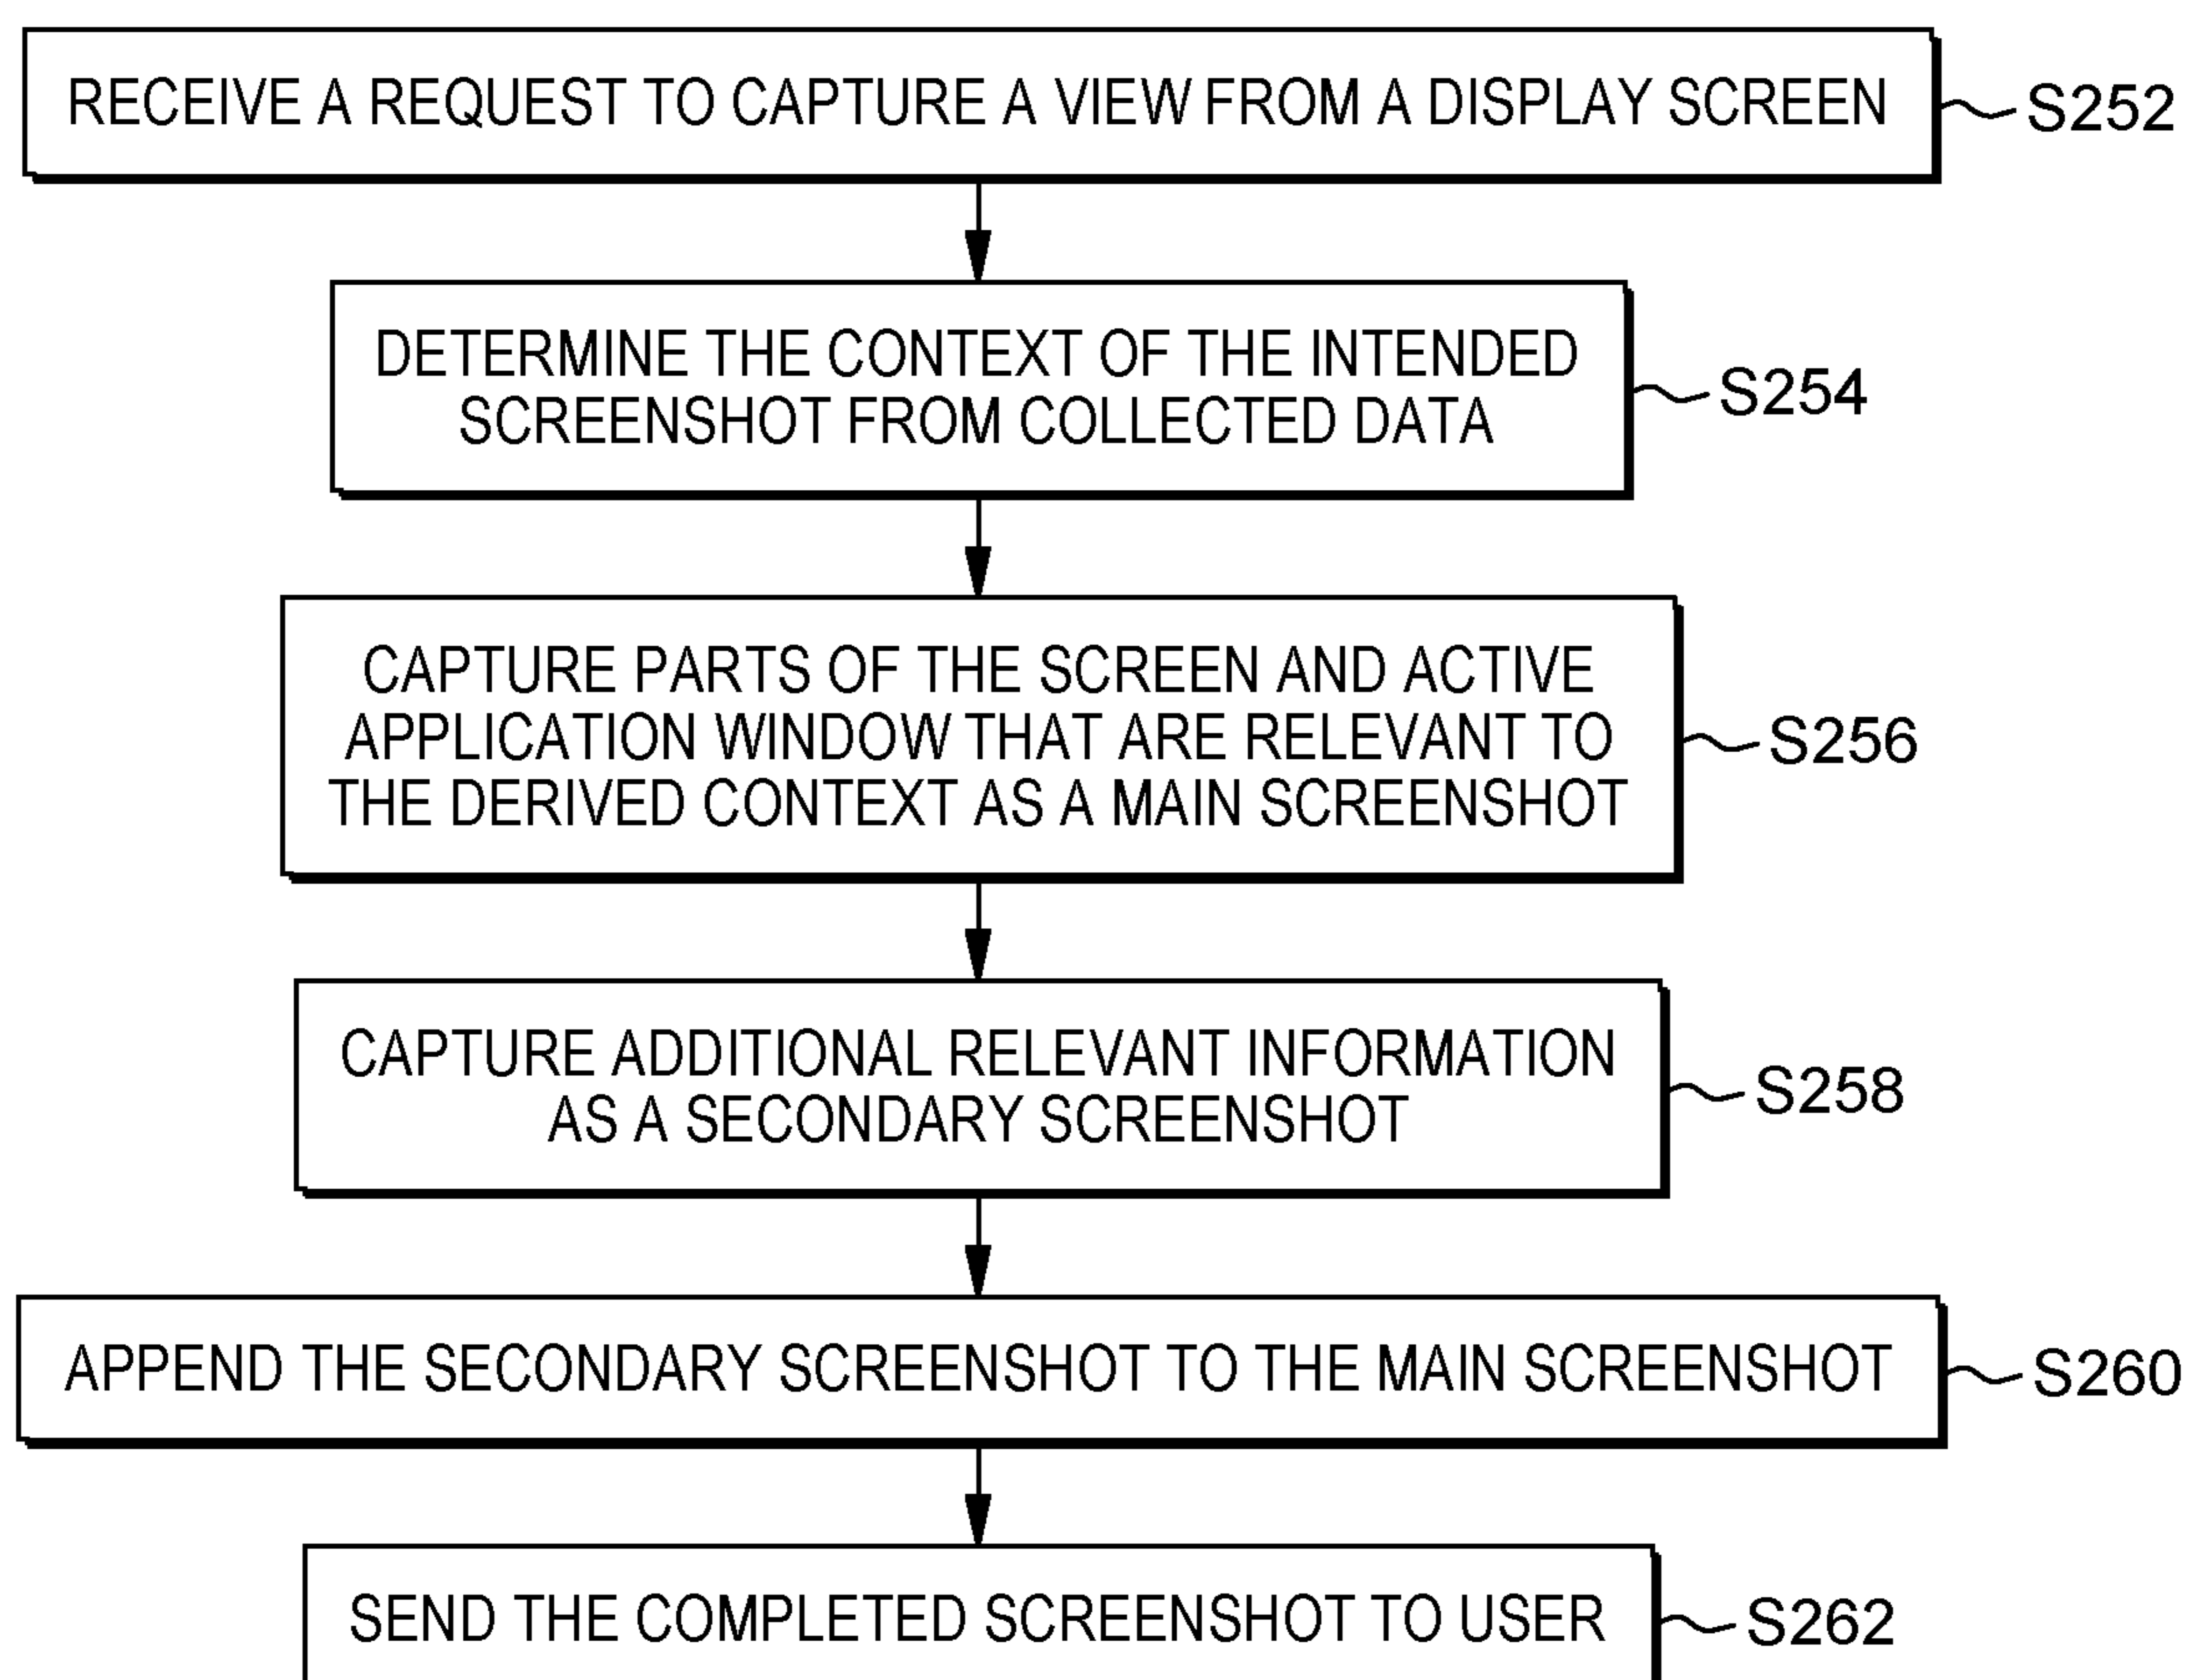 RECEIVE A REQUEST TO CAPTURE A VIEW FROM A DISPLAY SCREEN
S252
DETERMINE THE CONTEXT OF THE INTENDED
SCREENSHOT FROM COLLECTED DATA
S254
CAPTURE PARTS OF THE SCREEN AND ACTIVE
APPLICATION WINDOW THAT ARE RELEVANT TO
THE DERIVED CONTEXT AS A MAIN SCREENSHOT
S256
CAPTURE ADDITIONAL RELEVANT INFORMATION
AS A SECONDARY SCREENSHOT
S258
APPEND THE SECONDARY SCREENSHOT TO THE MAIN SCREENSHOT
S260
SEND THE COMPLETED SCREENSHOT TO USER
S262